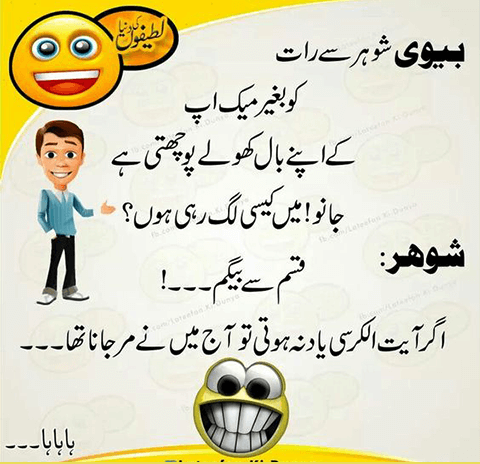 لطیفوں کی دنیا
بیوی شوہر سے رات
کو بغیر میک اپ
کے اپنے بال کھولے پوچھتی ہے
جانو! میں کیسی لگ رہی ہوں؟
شوہر:
قسم سے بیگم۔۔۔!
اگر آیت الکرسی یاد نہ ہوتی تو آج میں نے مر جانا تھا۔۔۔
ہاہاہا۔۔۔